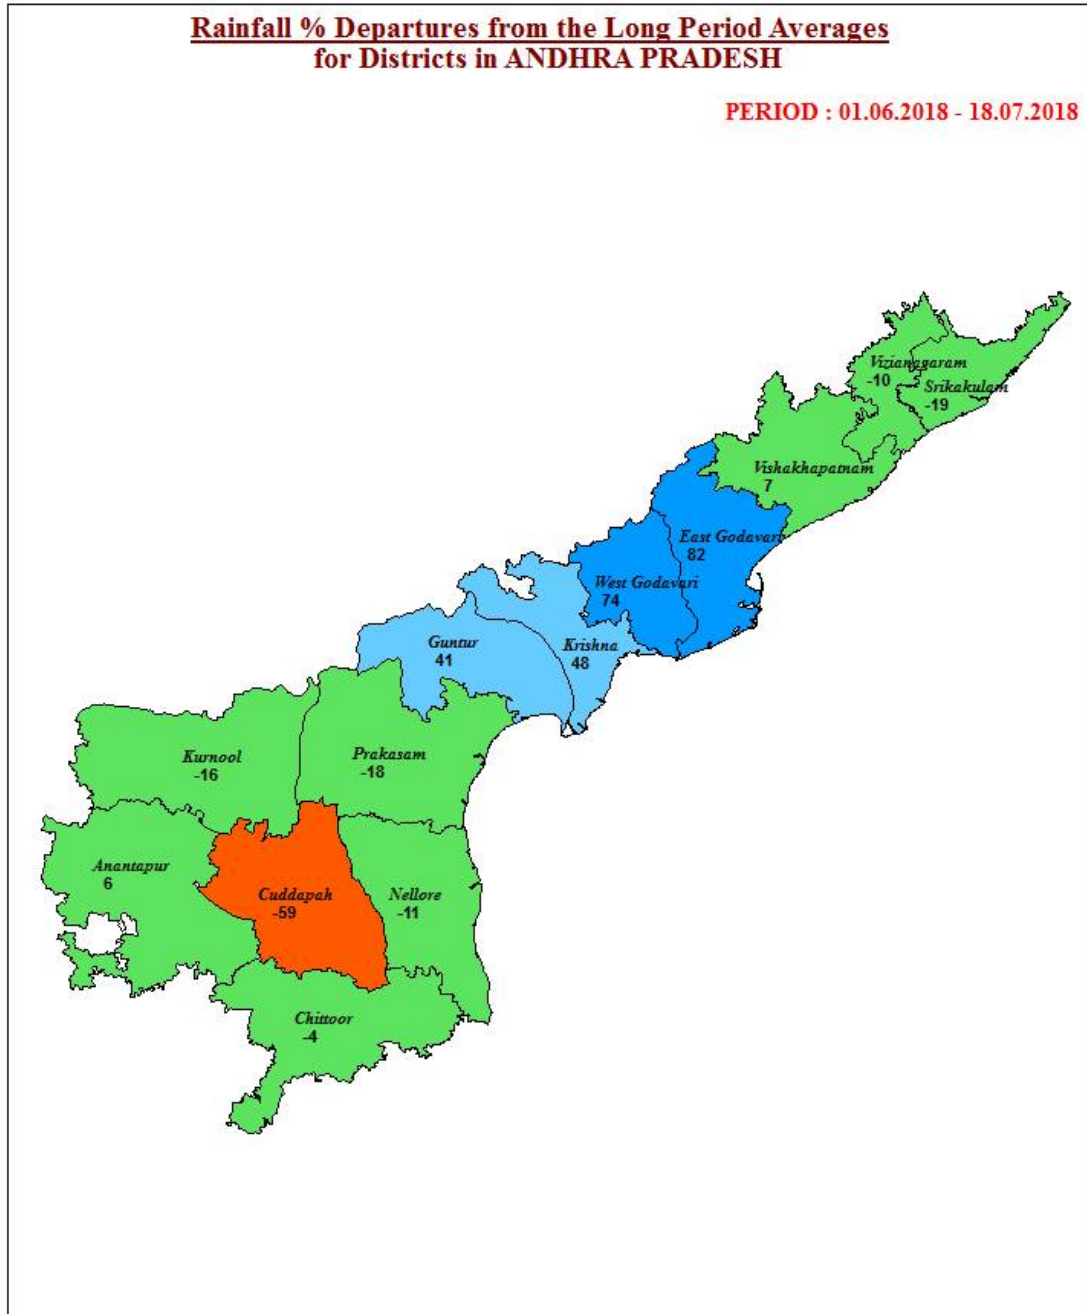 Rainfall % Departures from the Long Period Averages
for Districts in ANDHRA PRADESH
PERIOD : 01.06.2018 - 18.07.2018
Vizianagaram
-10
Srikakulam
-19
Vishakhapatnam
7
East Godavari
82
West Godavari
74
Guntur
41
Krishna
48
Kurnool
-16
Prakasam
-18
Anantapur
6
Cuddapah
-59
Nellore
-11
Chittoor
-4